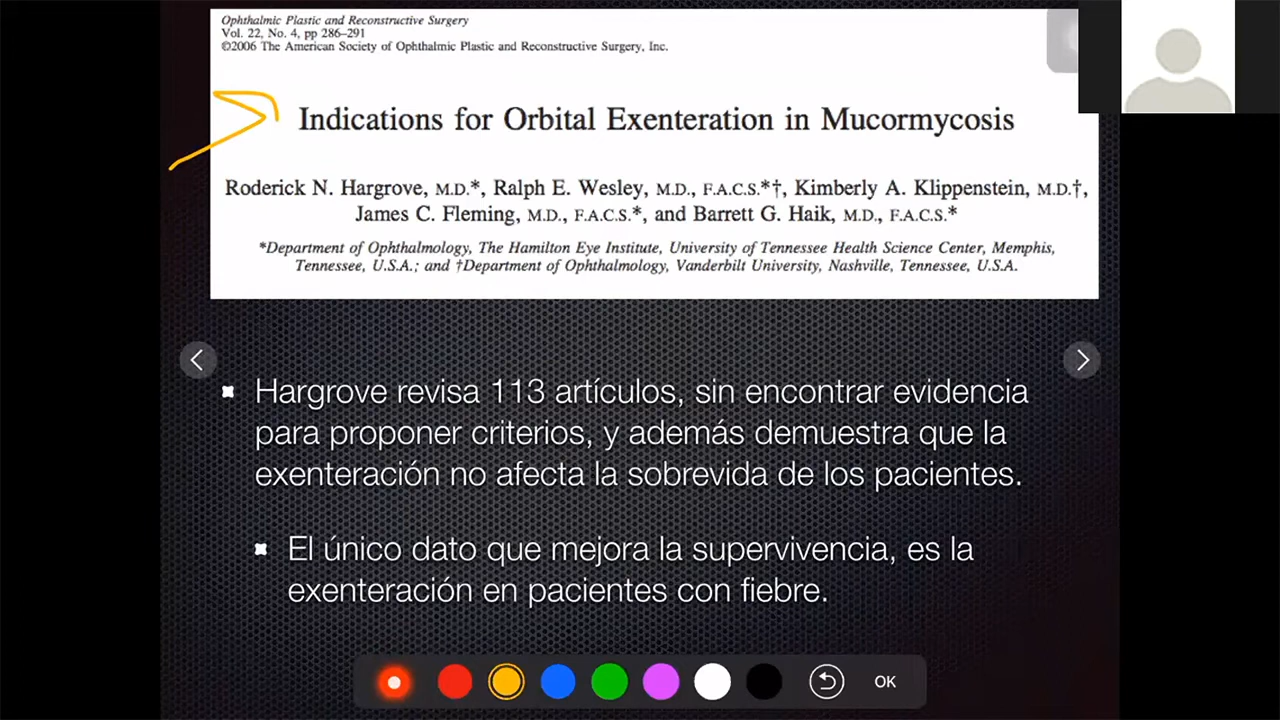 Ophthalmic Plastic and Reconstructive Surgery
Vol. 22, No. 4, pp 286–291
©2006 The American Society of Ophthalmic Plastic and Reconstructive Surgery, Inc.
Indications for Orbital Exenteration in Mucormycosis
Roderick N. Hargrove, M.D.*, Ralph E. Wesley, M.D., F.A.C.S.*†, Kimberly A. Klippenstein, M.D.†,
James C. Fleming, M.D., F.A.C.S.*, and Barrett G. Haik, M.D., F.A.C.S.*
*Department of Ophthalmology, The Hamilton Eye Institute, University of Tennessee Health Science Center, Memphis,
Tennessee, U.S.A.; and †Department of Ophthalmology, Vanderbilt University, Nashville, Tennessee, U.S.A.
Hargrove revisa 113 artículos, sin encontrar evidencia
para proponer criterios, y además demuestra que la
exenteración no afecta la sobrevida de los pacientes.
El único dato que mejora la supervivencia, es la
exenteración en pacientes con fiebre.
OK